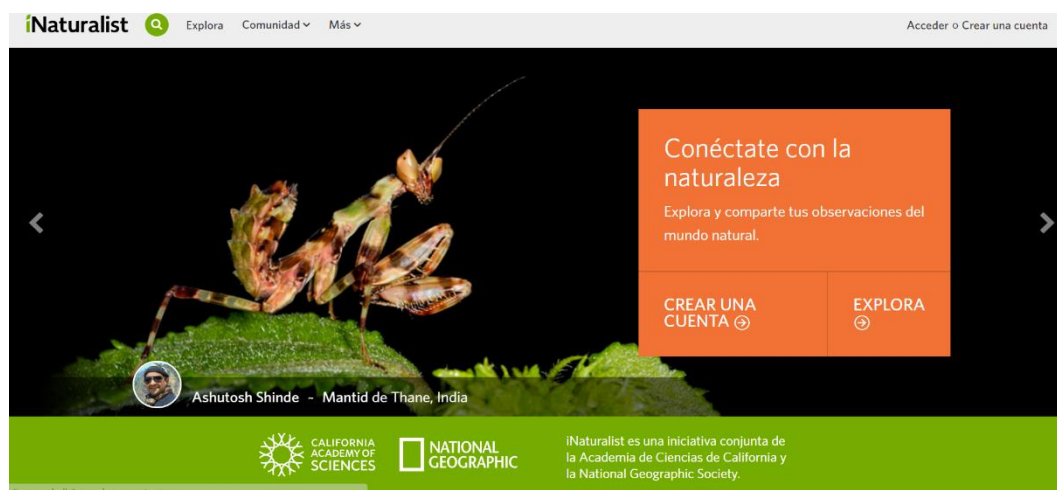 iNaturalist Explora Comunidad Más Acceder o Crear una cuenta
Conéctate con la
naturaleza
Explora y comparte tus observaciones del
mundo natural.
CREAR UNA
CUENTA
EXPLORA
Ashutosh Shinde - Mantid de Thane, India
CALIFORNIA
ACADEMY OF
SCIENCES
NATIONAL
GEOGRAPHIC
iNaturalist es una iniciativa conjunta de
la Academia de Ciencias de California y
la National Geographic Society.